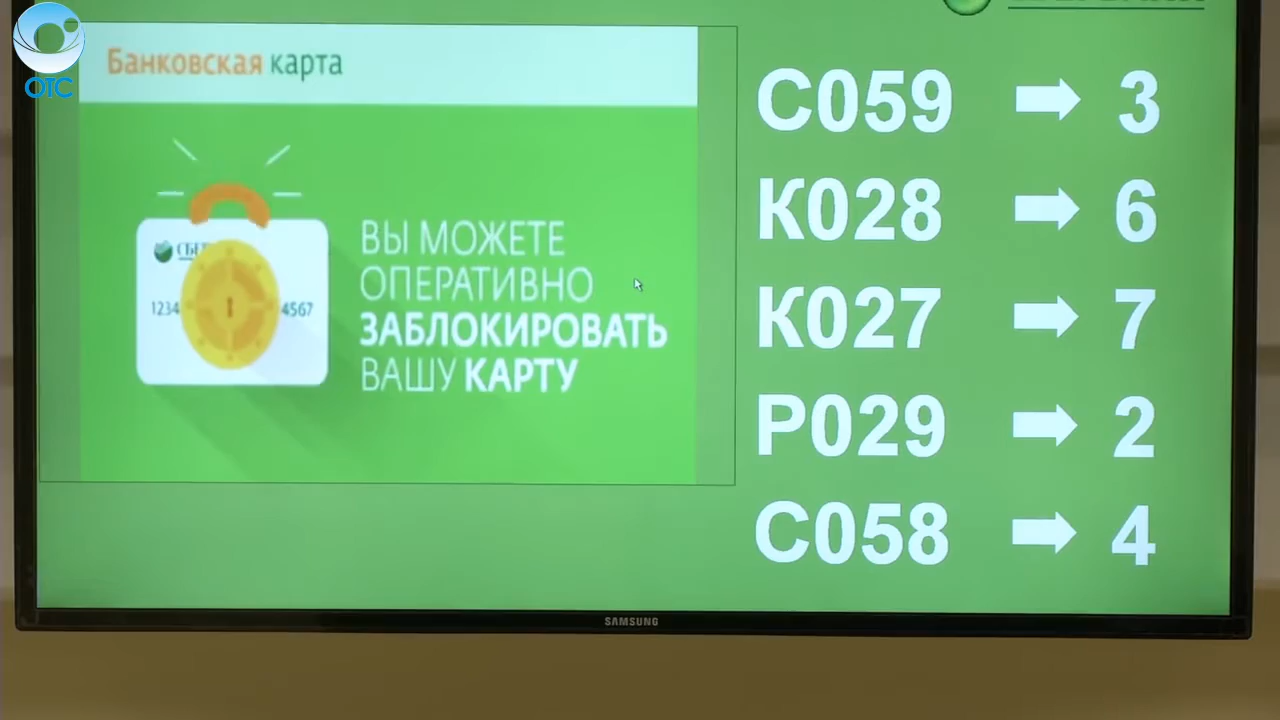 ОТС
Банковская карта
СБЕР
1234 4567
ВЫ МОЖЕТЕ
ОПЕРАТИВНО
ЗАБЛОКИРОВАТЬ
ВАШУ КАРТУ
С059 → 3
К028 → 6
К027 → 7
Р029 → 2
С058 → 4
SAMSUNG